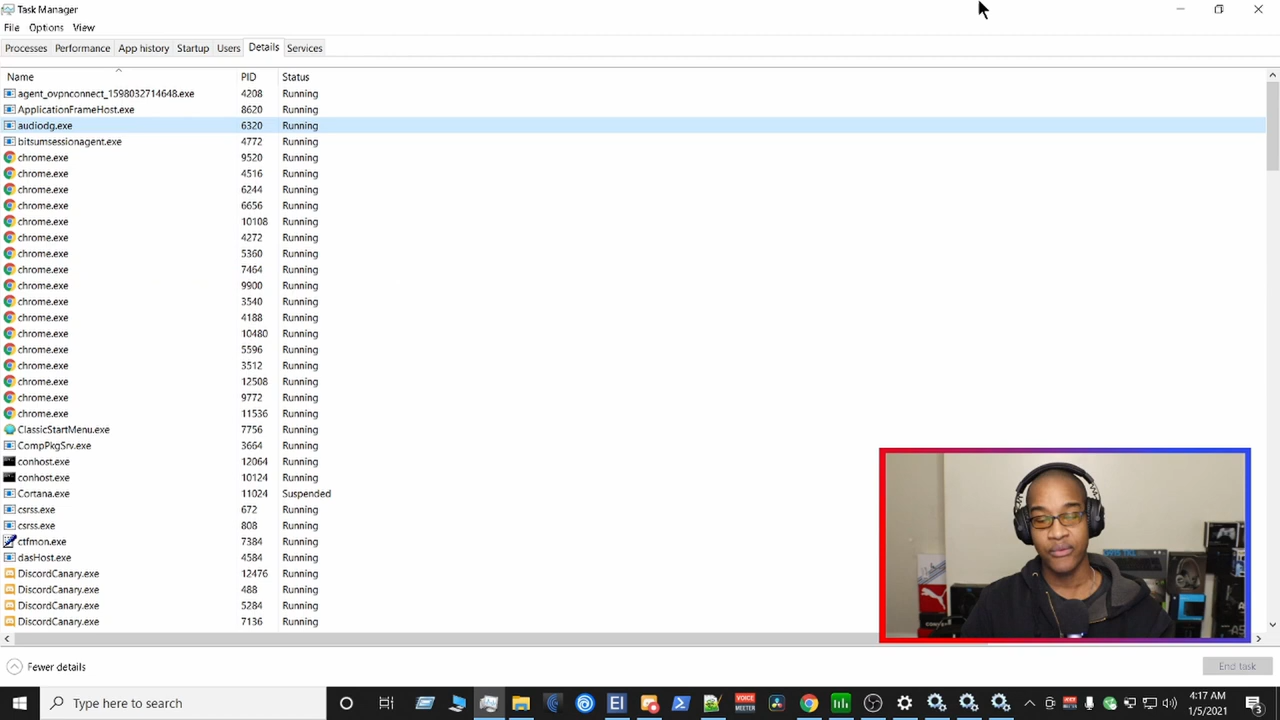 Task Manager
File Options View
Processes Performance App history Startup Users Details Services
Name PID Status
agent_ovpnconnect_1598032714648.exe 4208 Running
ApplicationFrameHost.exe 8620 Running
audiodg.exe 6320 Running
bitsumsessionagent.exe 4772 Running
chrome.exe 9520 Running
chrome.exe 4516 Running
chrome.exe 6244 Running
chrome.exe 6656 Running
chrome.exe 10108 Running
chrome.exe 4272 Running
chrome.exe 5360 Running
chrome.exe 7464 Running
chrome.exe 9900 Running
chrome.exe 3540 Running
chrome.exe 4188 Running
chrome.exe 10480 Running
chrome.exe 5596 Running
chrome.exe 3512 Running
chrome.exe 12508 Running
chrome.exe 9772 Running
chrome.exe 11536 Running
ClassicStartMenu.exe 7756 Running
CompPkgSrv.exe 3664 Running
conhost.exe 12064 Running
conhost.exe 10124 Running
Cortana.exe 11024 Suspended
csrss.exe 672 Running
csrss.exe 808 Running
ctfmon.exe 7384 Running
dasHost.exe 4584 Running
DiscordCanary.exe 12476 Running
DiscordCanary.exe 488 Running
DiscordCanary.exe 5284 Running
DiscordCanary.exe 7136 Running
Fewer details
End task
Type here to search
EI
VOICE MEETER
4:17 AM
1/5/2021
3